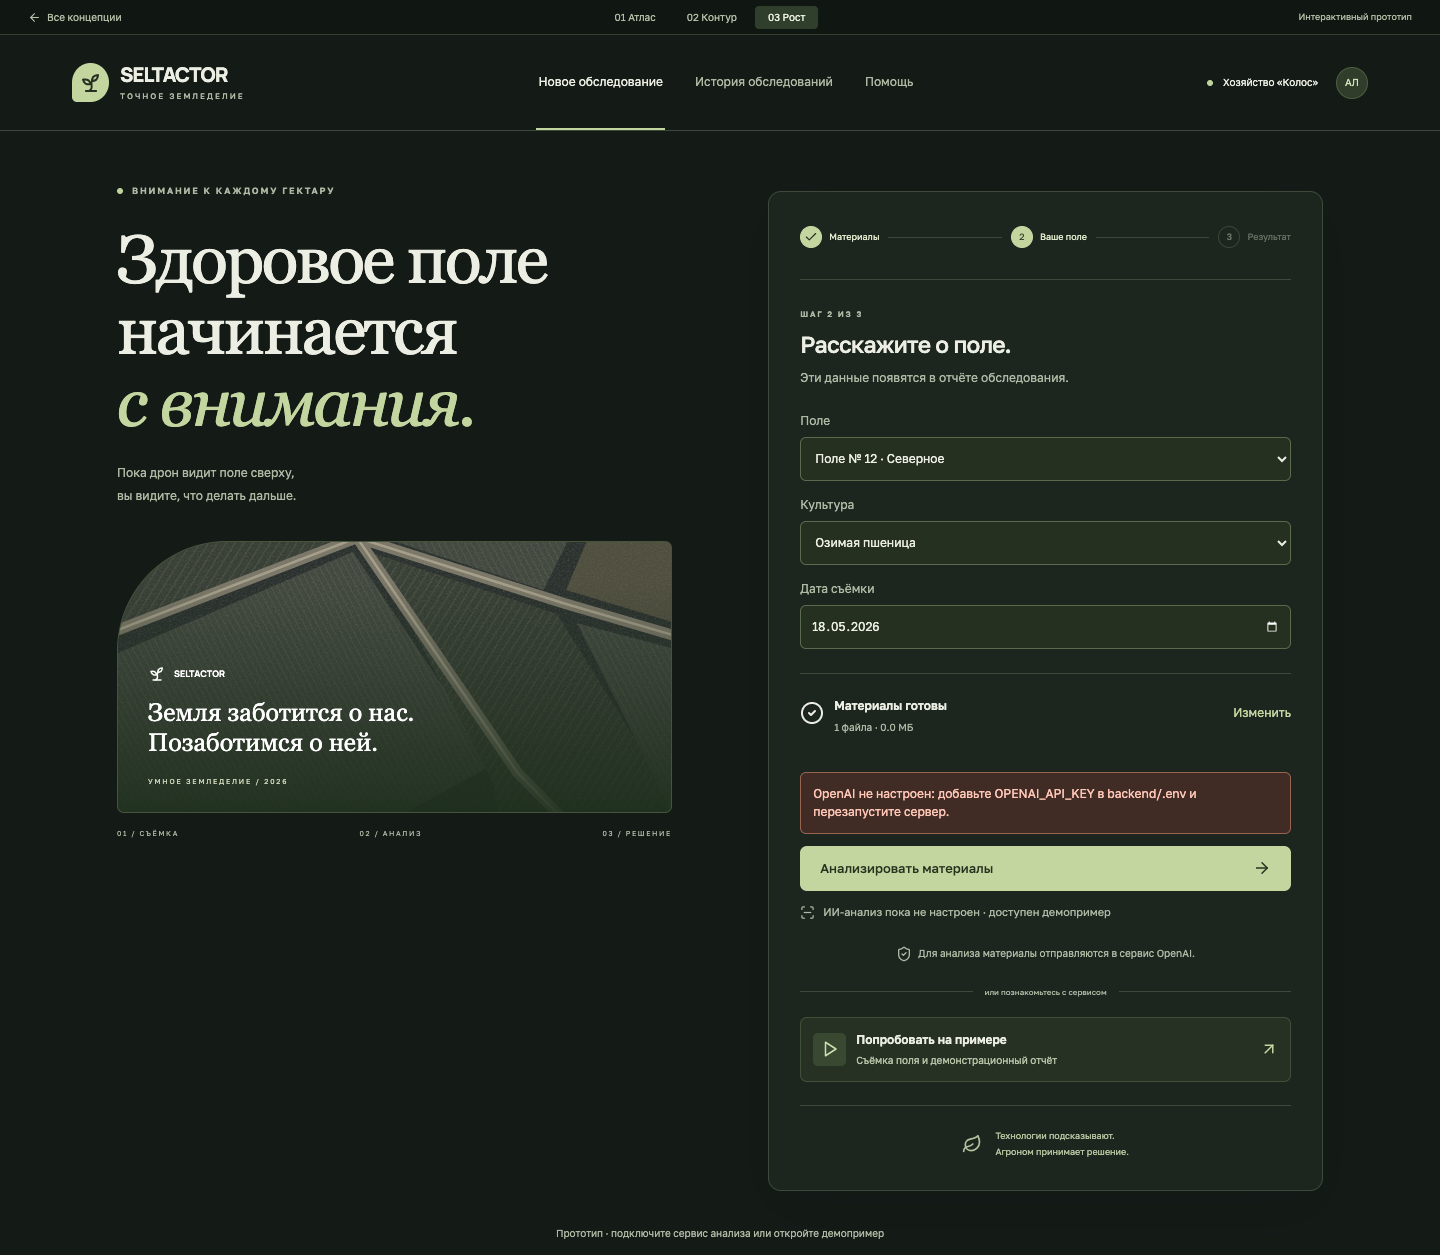 Все концепции
01 Атлас
02 Контур
03 Рост
Интерактивный прототип
SELTACTOR
ТОЧНОЕ ЗЕМЛЕДЕЛИЕ
Новое обследование
История обследований
Помощь
Хозяйство «Колос»
АЛ
ВНИМАНИЕ К КАЖДОМУ ГЕКТАРУ
Здоровое поле
начинается
с внимания.
Пока дрон видит поле сверху,
вы видите, что делать дальше.
SELTACTOR
Земля заботится о нас.
Позаботимся о ней.
УМНОЕ ЗЕМЛЕДЕЛИЕ / 2026
01 / СЪЁМКА
02 / АНАЛИЗ
03 / РЕШЕНИЕ
Материалы
2
Ваше поле
3
Результат
ШАГ 2 ИЗ 3
Расскажите о поле.
Эти данные появятся в отчёте обследования.
Поле
Поле № 12 · Северное
Культура
Озимая пшеница
Дата съёмки
18.05.2026
Материалы готовы
1 файла · 0.0 МБ
Изменить
OpenAI не настроен: добавьте OPENAI_API_KEY в backend/.env и
перезапустите сервер.
Анализировать материалы
ИИ-анализ пока не настроен · доступен демопример
Для анализа материалы отправляются в сервис OpenAI.
или познакомьтесь с сервисом
Попробовать на примере
Съёмка поля и демонстрационный отчёт
Технологии подсказывают.
Агроном принимает решение.
Прототип · подключите сервис анализа или откройте демопример